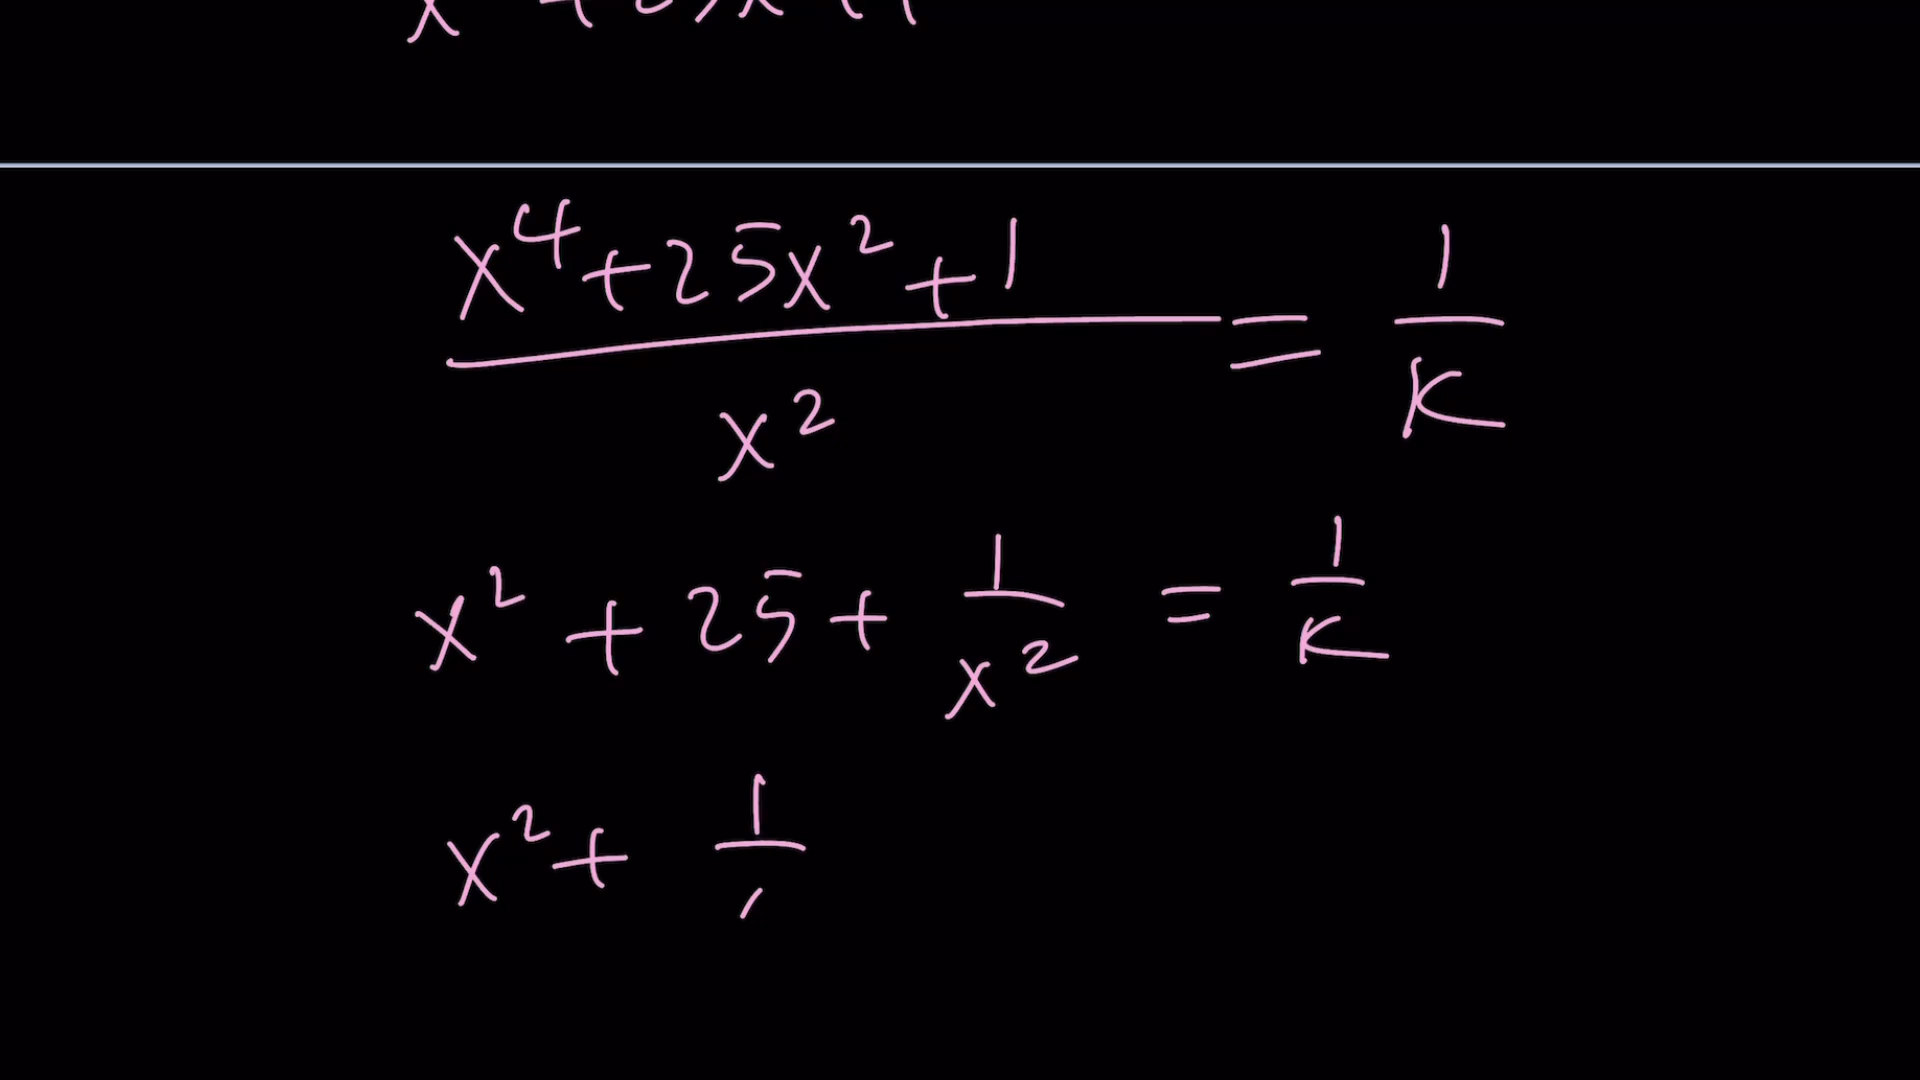 x⁴+25x²+1 / x² = 1/K
x² + 25 + 1/x² = 1/K
x² + 1/